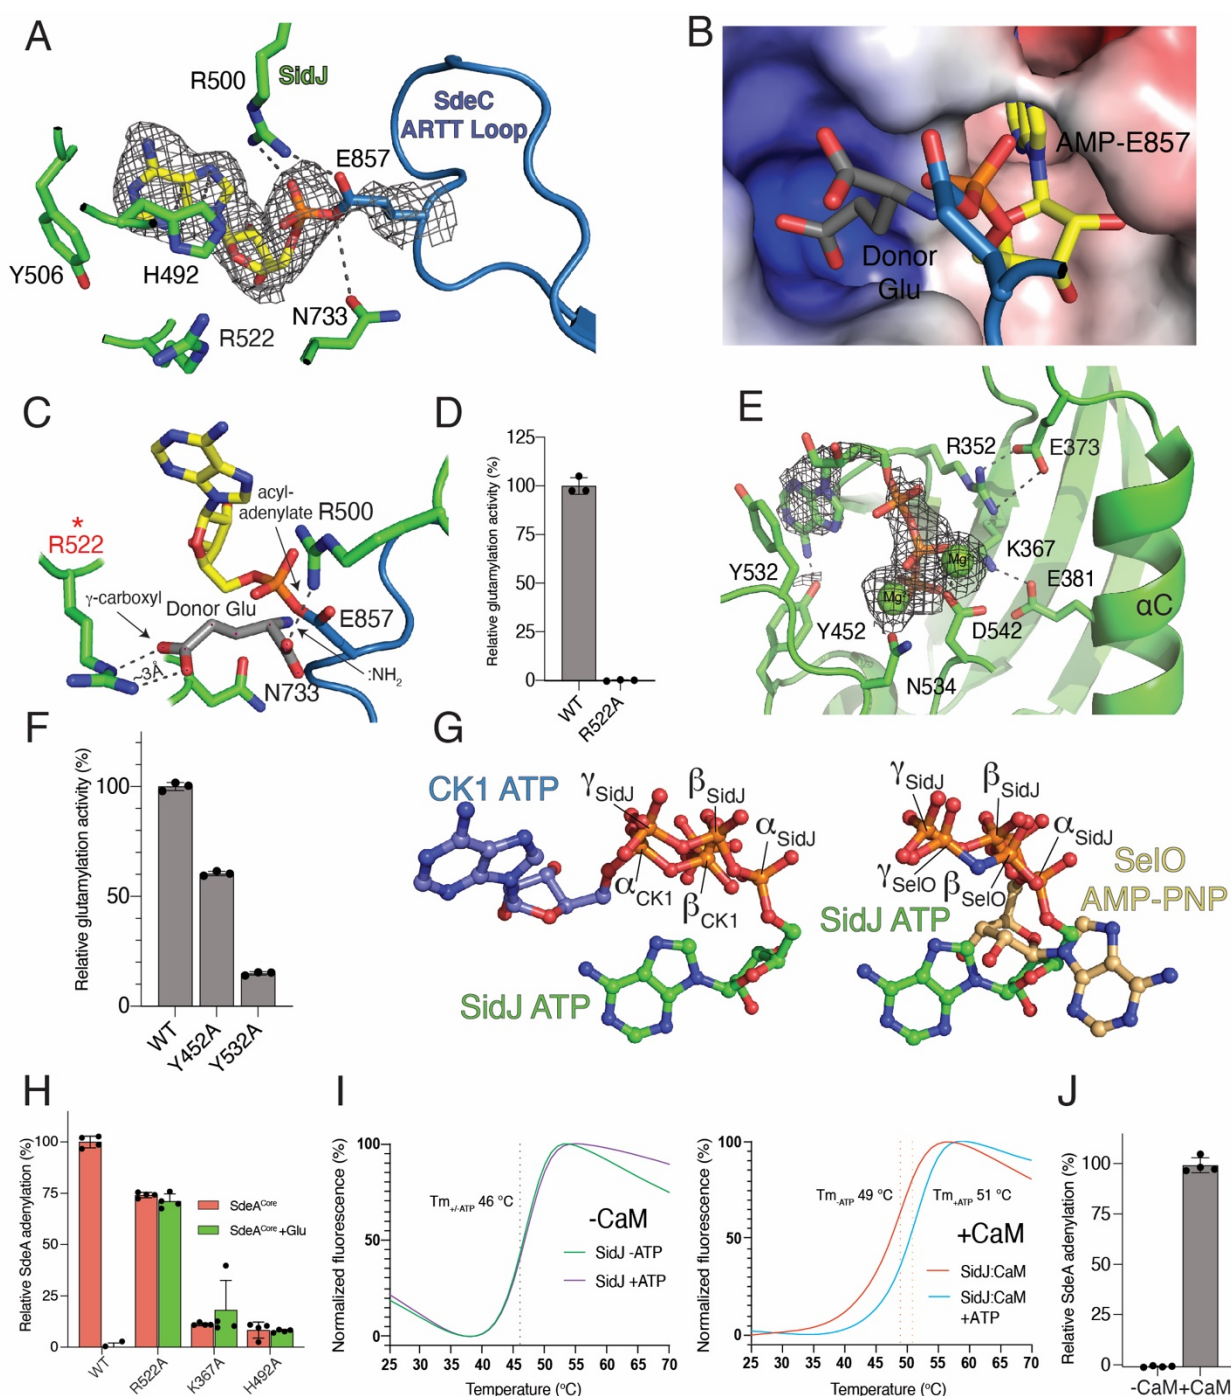 A
R500
SidJ
SdeC
ARTT Loop
E857
Y506
H492
R522
N733
B
AMP-E857
Donor
Glu
C
*
R522
acyl-
adenylate
R500
γ-carboxyl
Donor Glu
E857
~3Å
N733
:NH2
D
Relative glutamylation activity (%)
125
100
75
50
25
0
WT
R522A
E
R352
E373
K367
Mg2
Y532
E381
Mg2
αC
Y452
D542
N534
F
Relative glutamylation activity (%)
100
50
0
WT
Y452A
Y532A
G
CK1 ATP
γSidJ
βSidJ
αSidJ
αCK1
βCK1
SidJ ATP
γSidJ
βSidJ
αSidJ
γSelO
βSelO
SelO
AMP-PNP
SidJ ATP
H
Relative SdeA adenylation (%)
100
75
50
25
0
SdeACore
SdeACore+Glu
WT
R522A
K367A
H492A
I
Normalized fluorescence (%)
100
50
0
Tm+/-ATP 46 °C
-CaM
SidJ -ATP
SidJ +ATP
25 30 35 40 45 50 55 60 65 70
Temperature (°C)
Normalized fluorescence (%)
100
50
0
Tm-ATP 49 °C
Tm+ATP 51 °C
+CaM
SidJ:CaM
SidJ:CaM
+ATP
25 30 35 40 45 50 55 60 65 70
Temperature (°C)
J
Relative SdeA adenylation (%)
125
100
75
50
25
0
-CaM+CaM